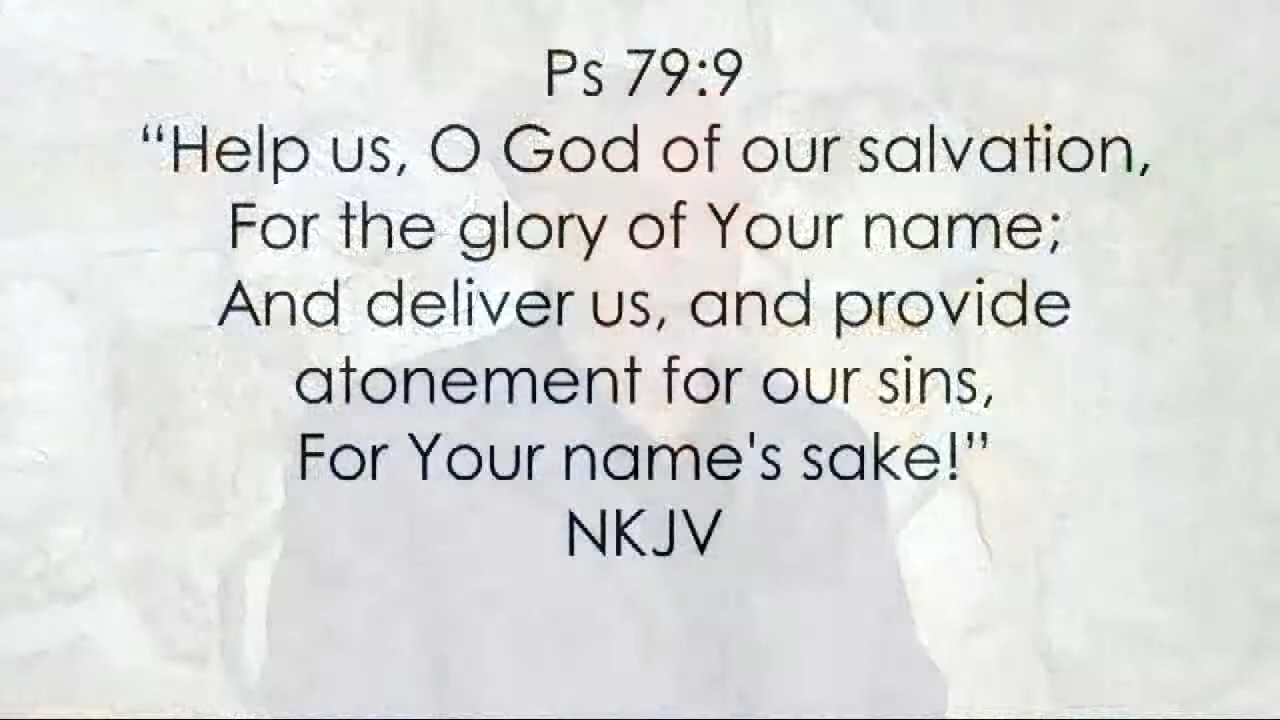 Ps 79:9
“Help us, O God of our salvation,
For the glory of Your name;
And deliver us, and provide
atonement for our sins,
For Your name's sake!”
NKJV